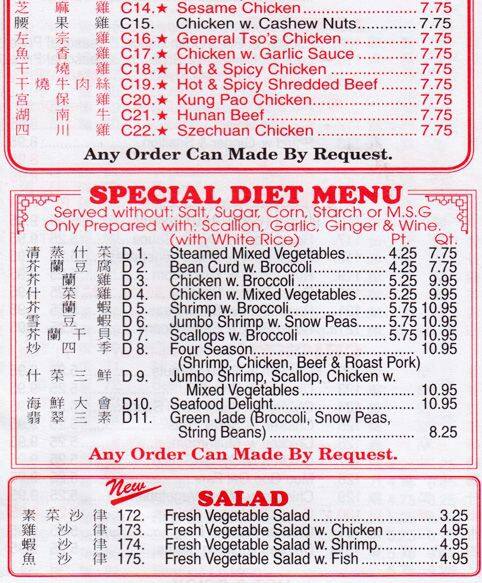 芝麻雞 C14.★ Sesame Chicken 7.75
腰果雞 C15. Chicken w. Cashew Nuts 7.75
左宗雞 C16.★ General Tso's Chicken 7.75
魚香雞 C17.★ Chicken w. Garlic Sauce 7.75
干燒雞 C18.★ Hot & Spicy Chicken 7.75
干燒牛肉絲 C19.★ Hot & Spicy Shredded Beef 7.75
宮保雞 C20.★ Kung Pao Chicken 7.75
湖南牛 C21.★ Hunan Beef 7.75
四川雞 C22.★ Szechuan Chicken 7.75
Any Order Can Made By Request.
SPECIAL DIET MENU
Served without: Salt, Sugar, Corn, Starch or M.S.G
Only Prepared with: Scallion, Garlic, Ginger & Wine.
(with White Rice) Pt. Qt.
清蒸什菜 D 1. Steamed Mixed Vegetables 4.25 7.75
芥蘭豆腐 D 2. Bean Curd w. Broccoli 4.25 7.75
芥蘭雞 D 3. Chicken w. Broccoli 5.25 9.95
什菜雞 D 4. Chicken w. Mixed Vegetables 5.25 9.95
芥蘭蝦 D 5. Shrimp w. Broccoli 5.75 10.95
雪豆蝦 D 6. Jumbo Shrimp w. Snow Peas 5.75 10.95
芥蘭干貝 D 7. Scallops w. Broccoli 5.75 10.95
炒四季 D 8. Four Season 10.95
(Shrimp, Chicken, Beef & Roast Pork)
什菜三鮮 D 9. Jumbo Shrimp, Scallop, Chicken w.
Mixed Vegetables 10.95
海鮮大會 D10. Seafood Delight 10.95
翡翠三素 D11. Green Jade (Broccoli, Snow Peas,
String Beans) 8.25
Any Order Can Made By Request.
New
SALAD
素菜沙律 172. Fresh Vegetable Salad 3.25
雞沙律 173. Fresh Vegetable Salad w. Chicken 4.95
蝦沙律 174. Fresh Vegetable Salad w. Shrimp 4.95
魚沙律 175. Fresh Vegetable Salad w. Fish 4.95